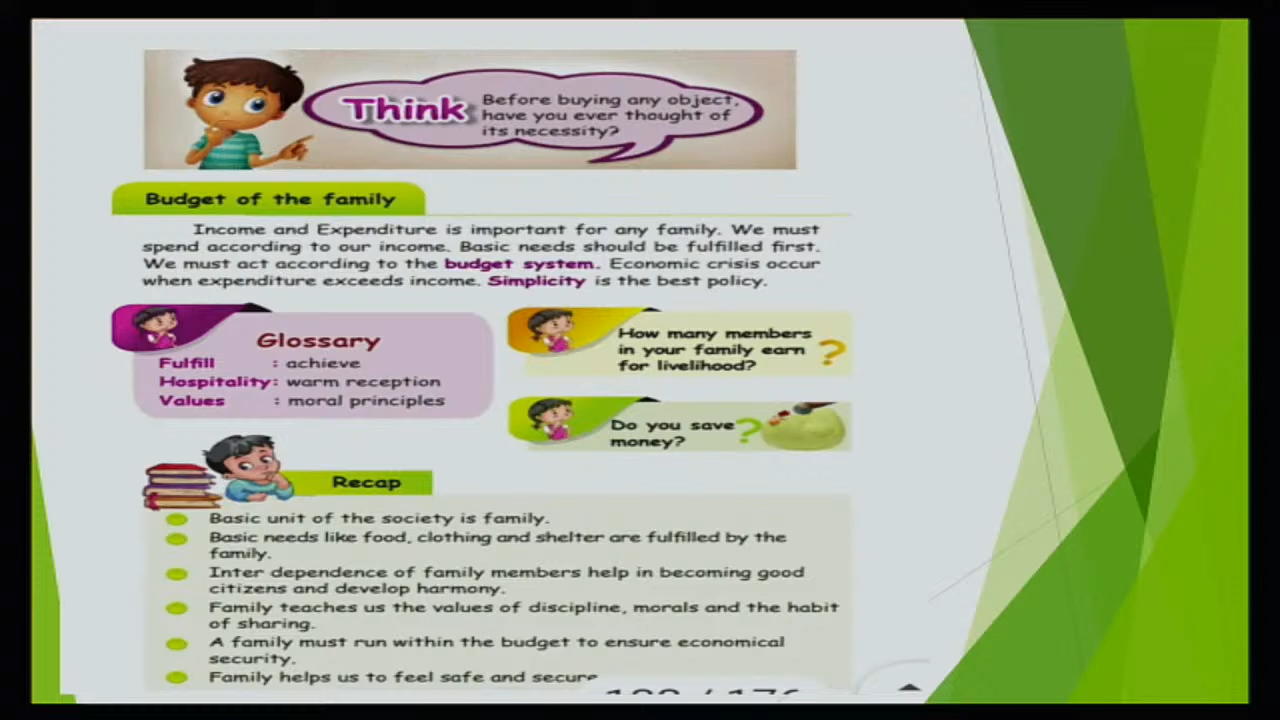 Think
Before buying any object,
have you ever thought of
its necessity?
Budget of the family
Income and Expenditure is important for any family. We must
spend according to our income. Basic needs should be fulfilled first.
We must act according to the budget system. Economic crisis occur
when expenditure exceeds income. Simplicity is the best policy.
Glossary
Fulfill : achieve
Hospitality : warm reception
Values : moral principles
How many members
in your family earn
for livelihood?
?
Do you save
money?
?
Recap
Basic unit of the society is family.
Basic needs like food, clothing and shelter are fulfilled by the
family.
Inter dependence of family members help in becoming good
citizens and develop harmony.
Family teaches us the values of discipline, morals and the habit
of sharing.
A family must run within the budget to ensure economical
security.
Family helps us to feel safe and secure